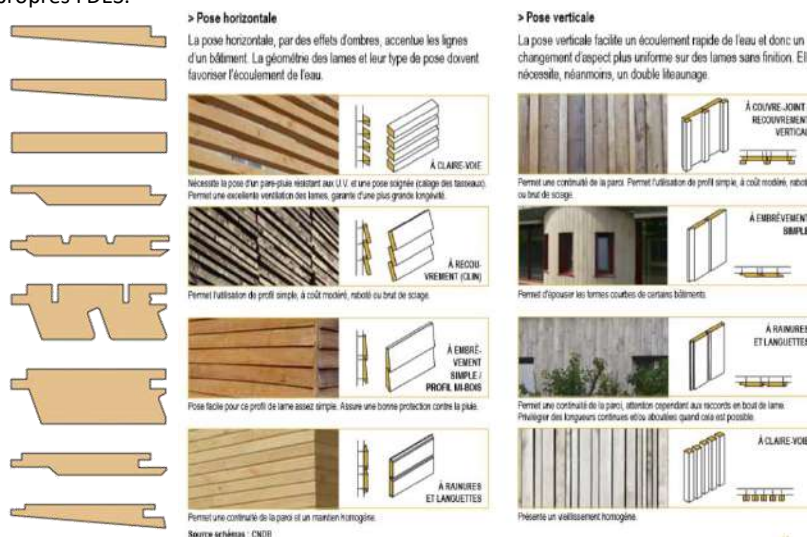 propres FDES.
> Pose horizontale
La pose horizontale, par des effets d'ombres, accentue les lignes
d'un bâtiment. La géométrie des lames et leur type de pose doivent
favoriser l'écoulement de l'eau.
À CLAIRE-VOIE
Nécessite la pose d'un pare-pluie résistant aux U.V. et une pose soignée (calage des tasseaux).
Permet une excellente ventilation des lames, garante d'une plus grande longévité.
À RECOU-
VREMENT (CLIN)
Permet l'utilisation de profil simple, à coût modéré, raboté ou brut de sciage.
À EMBRÈ-
VEMENT
SIMPLE /
PROFIL MI-BOIS
Pose facile pour ce profil de lame assez simple. Assure une bonne protection contre la pluie.
À RAINURES
ET LANGUETTES
Permet une continuité de la paroi et un maintien homogène.
Source schémas : CNDB
> Pose verticale
La pose verticale facilite un écoulement rapide de l'eau et donc un
changement d'aspect plus uniforme sur des lames sans finition. Ell
nécessite, néanmoins, un double liteaunage.
À COUVRE-JOINT
RECOUVREMENT
VERTICAL
Permet une continuité de la paroi. Permet l'utilisation de profil simple, à coût modéré, raboté
ou brut de sciage.
À EMBRÈVEMENT
SIMPLE
Permet d'épouser les formes courbes de certains bâtiments.
À RAINURES
ET LANGUETTES
Permet une continuité de la paroi, attention cependant aux raccords en bout de lame.
Privilégier des longueurs continues et/ou aboutées quand cela est possible.
À CLAIRE-VOIE
Présente un vieillissement homogène.